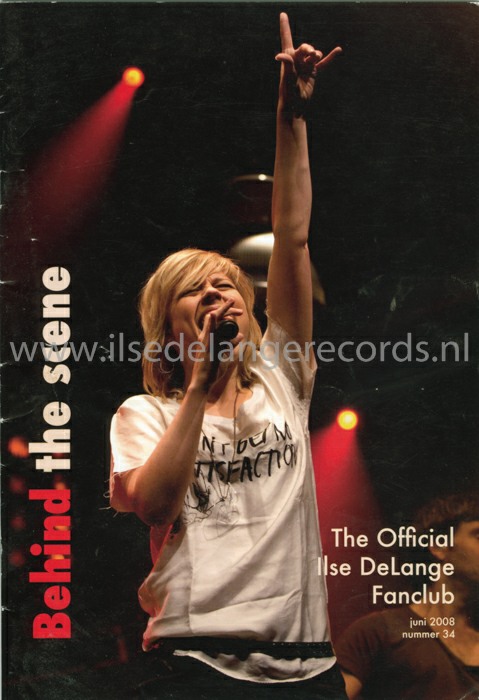 Behind the scene
www.ilsedelangerecords.nl
The Official
Ilse DeLange
Fanclub
juni 2008
nummer 34